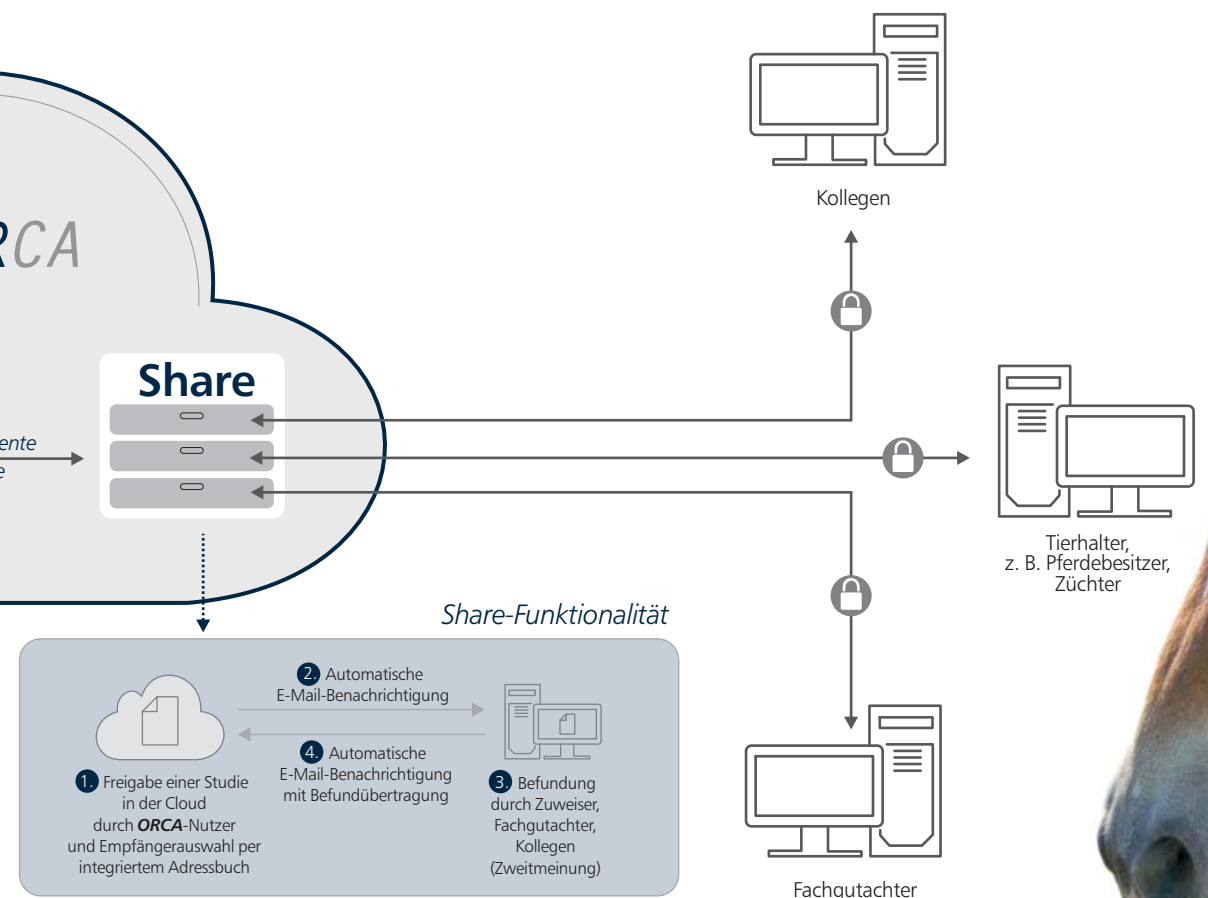 Kollegen
RCA
Share
ente
e
Tierhalter,
z. B. Pferdebesitzer,
Züchter
Share-Funktionalität
2. Automatische
E-Mail-Benachrichtigung
4. Automatische
E-Mail-Benachrichtigung
mit Befundübertragung
1. Freigabe einer Studie
in der Cloud
durch ORCA-Nutzer
und Empfängerauswahl per
integriertem Adressbuch
3. Befundung
durch Zuweiser,
Fachgutachter,
Kollegen
(Zweitmeinung)
Fachgutachter